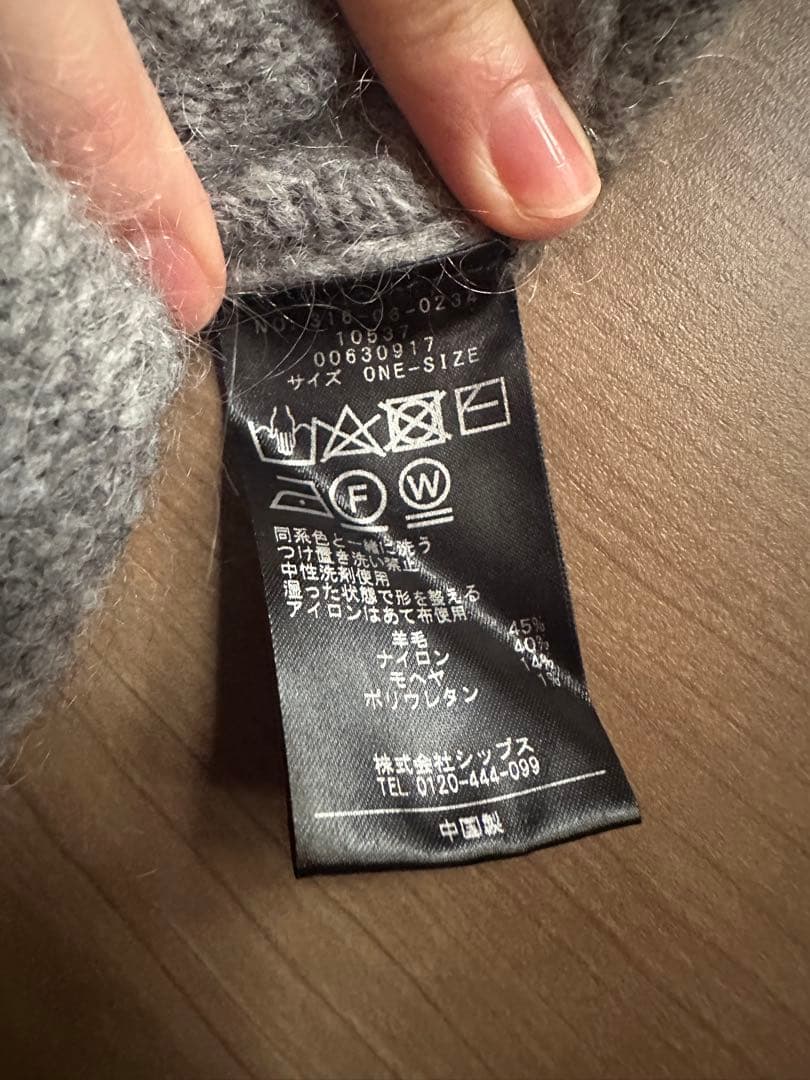 NO. 316-06-0234
10537
00630917
サイズ ONE-SIZE
F W
同系色と一緒に洗う
つけ置き洗い禁止
中性洗剤使用
湿った状態で形を整える
アイロンはあて布使用
羊毛 45%
ナイロン 40%
モヘヤ 14%
ポリウレタン 1%
株式会社シップス
TEL 0120-444-099
中国製